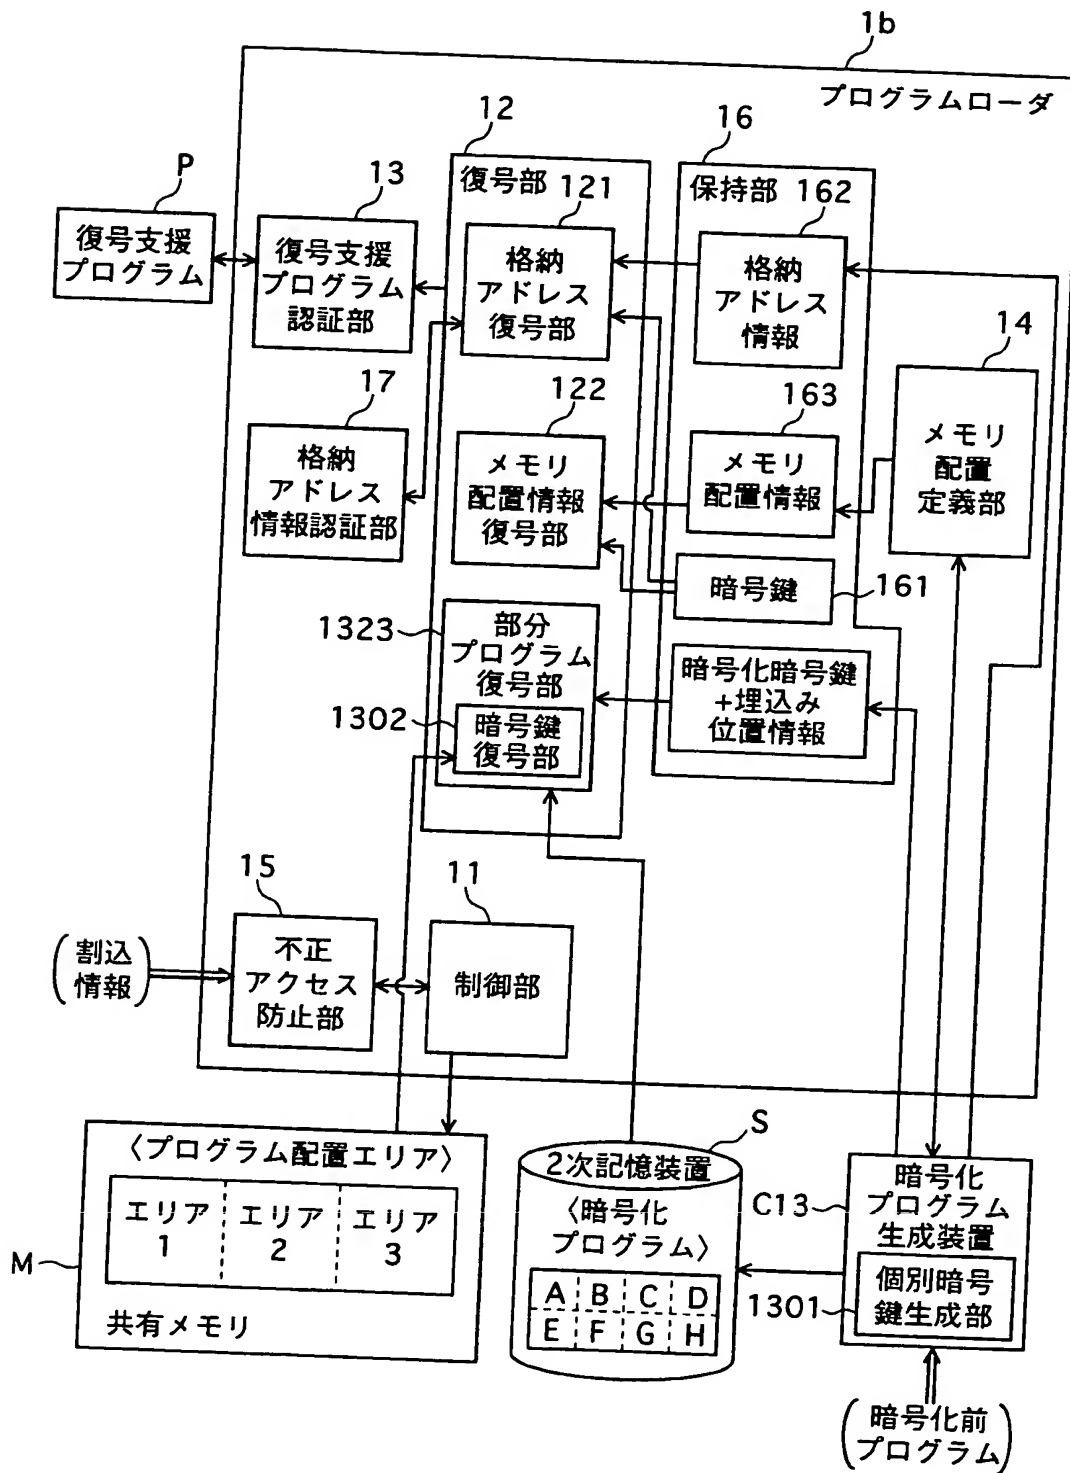 1b
プログラムローダ
12
16
P
13
復号部
121
保持部
162
復号支援
プログラム
復号支援
プログラム
認証部
格納
アドレス
復号部
格納
アドレス
情報
14
17
122
163
格納
アドレス
情報認証部
メモリ
配置情報
復号部
メモリ
配置情報
メモリ
配置
定義部
暗号鍵
161
1323
部分
プログラム
復号部
1302
暗号鍵
復号部
暗号化暗号鍵
+埋込み
位置情報
15
11
(割込
情報)
不正
アクセス
防止部
制御部
〈プログラム配置エリア〉
エリア
1
エリア
2
エリア
3
M
共有メモリ
S
2次記憶装置
〈暗号化
プログラム〉
A B C D
E F G H
C13
暗号化
プログラム
生成装置
1301
個別暗号
鍵生成部
(暗号化前
プログラム)